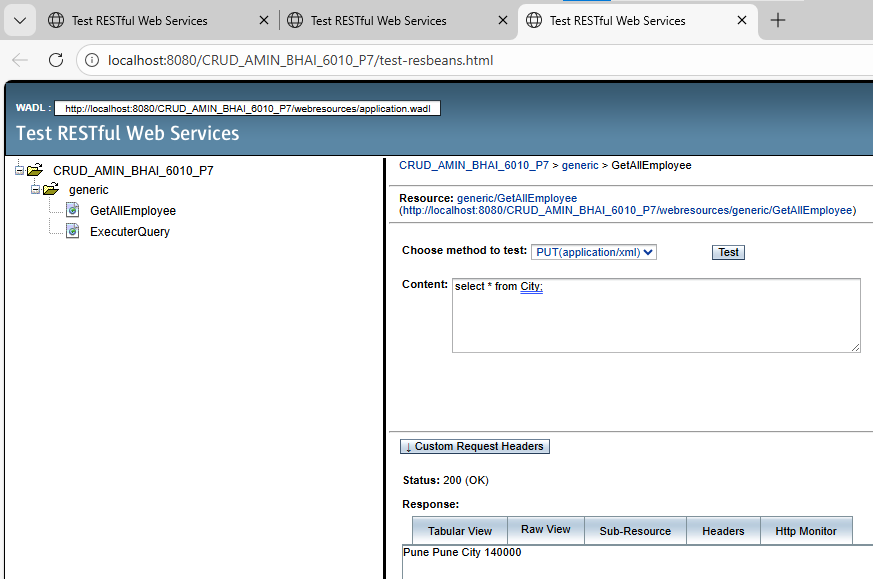 Test RESTful Web Services
Test RESTful Web Services
Test RESTful Web Services
localhost:8080/CRUD_AMIN_BHAI_6010_P7/test-resbeans.html
WADL : http://localhost:8080/CRUD_AMIN_BHAI_6010_P7/webresources/application.wadl
Test RESTful Web Services
CRUD_AMIN_BHAI_6010_P7
generic
GetAllEmployee
ExecuterQuery
CRUD_AMIN_BHAI_6010_P7 > generic > GetAllEmployee
Resource: generic/GetAllEmployee
(http://localhost:8080/CRUD_AMIN_BHAI_6010_P7/webresources/generic/GetAllEmployee)
Choose method to test: PUT(application/xml) Test
Content: select * from City;
↓ Custom Request Headers
Status: 200 (OK)
Response:
Tabular View Raw View Sub-Resource Headers Http Monitor
Pune Pune City 140000